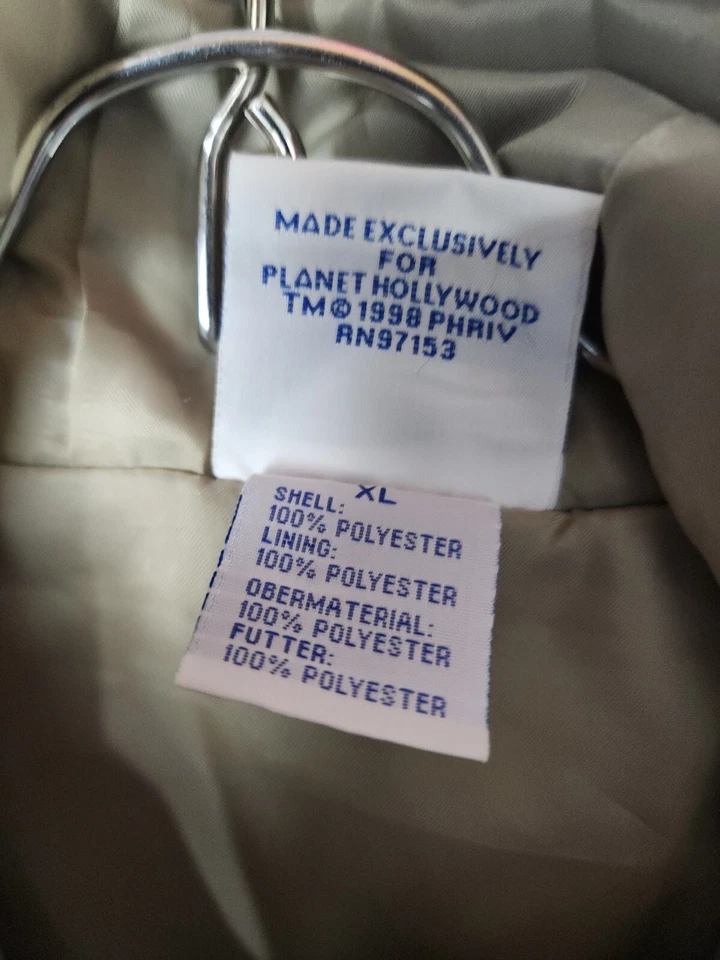 MADE EXCLUSIVELY
FOR
PLANET HOLLYWOOD
TM® 1998 PHRIV
RN97153
XL
SHELL:
100% POLYESTER
LINING:
100% POLYESTER
OBERMATERIAL:
100% POLYESTER
FUTTER:
100% POLYESTER